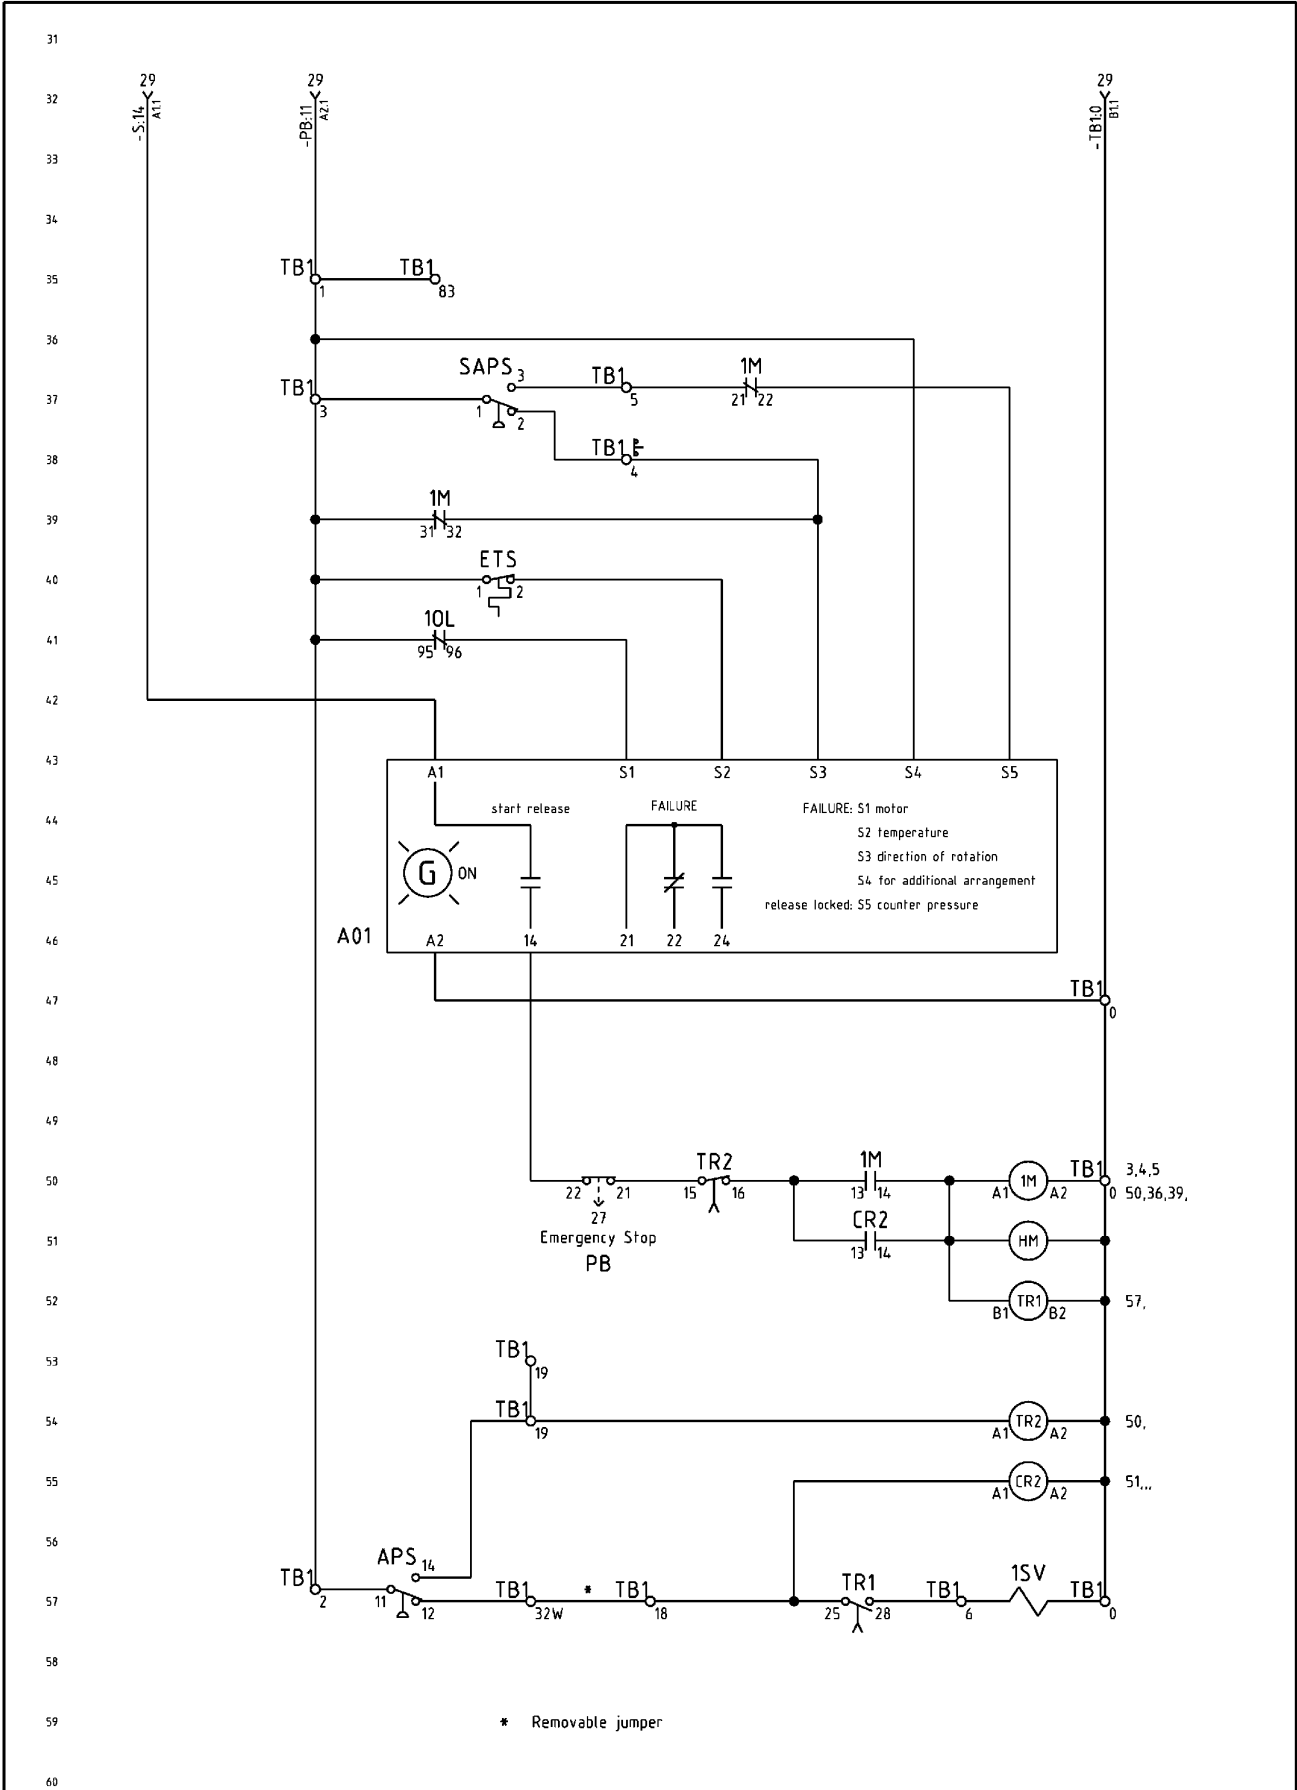 31
29 29 29
32
-S:14 A1.1 -PB:11 A2.1 -TB1:0 B1.1
33
34
TB1 TB1
35 1 83
36
SAPS 3 TB1 1M
TB1 5 21 22
37 3 1 2
TB1
38 4
1M
39 31 32
ETS
40 1 2
1OL
41 95 96
42
43
A1 S1 S2 S3 S4 S5
start release FAILURE FAILURE: S1 motor
44
S2 temperature
S3 direction of rotation
G ON
45 S4 for additional arrangement
release locked: S5 counter pressure
A01
46 A2 14 21 22 24
TB1
47 0
48
49
TR2 1M TB1 3,4,5
50 22 21 15 16 13 14 A1 1M A2 0 50,36,39,
27 CR2
Emergency Stop
51 13 14 HM
PB
52 TR1 57,
B1 B2
TB1
53 19
TB1
54 19 A1 TR2 A2 50,
55 A1 CR2 A2 51,,,
56
APS 14 TR1 1SV
TB1 TB1 * TB1 TB1 TB1
57 2 11 12 32W 18 25 28 6 0
58
59 * Removable jumper
60